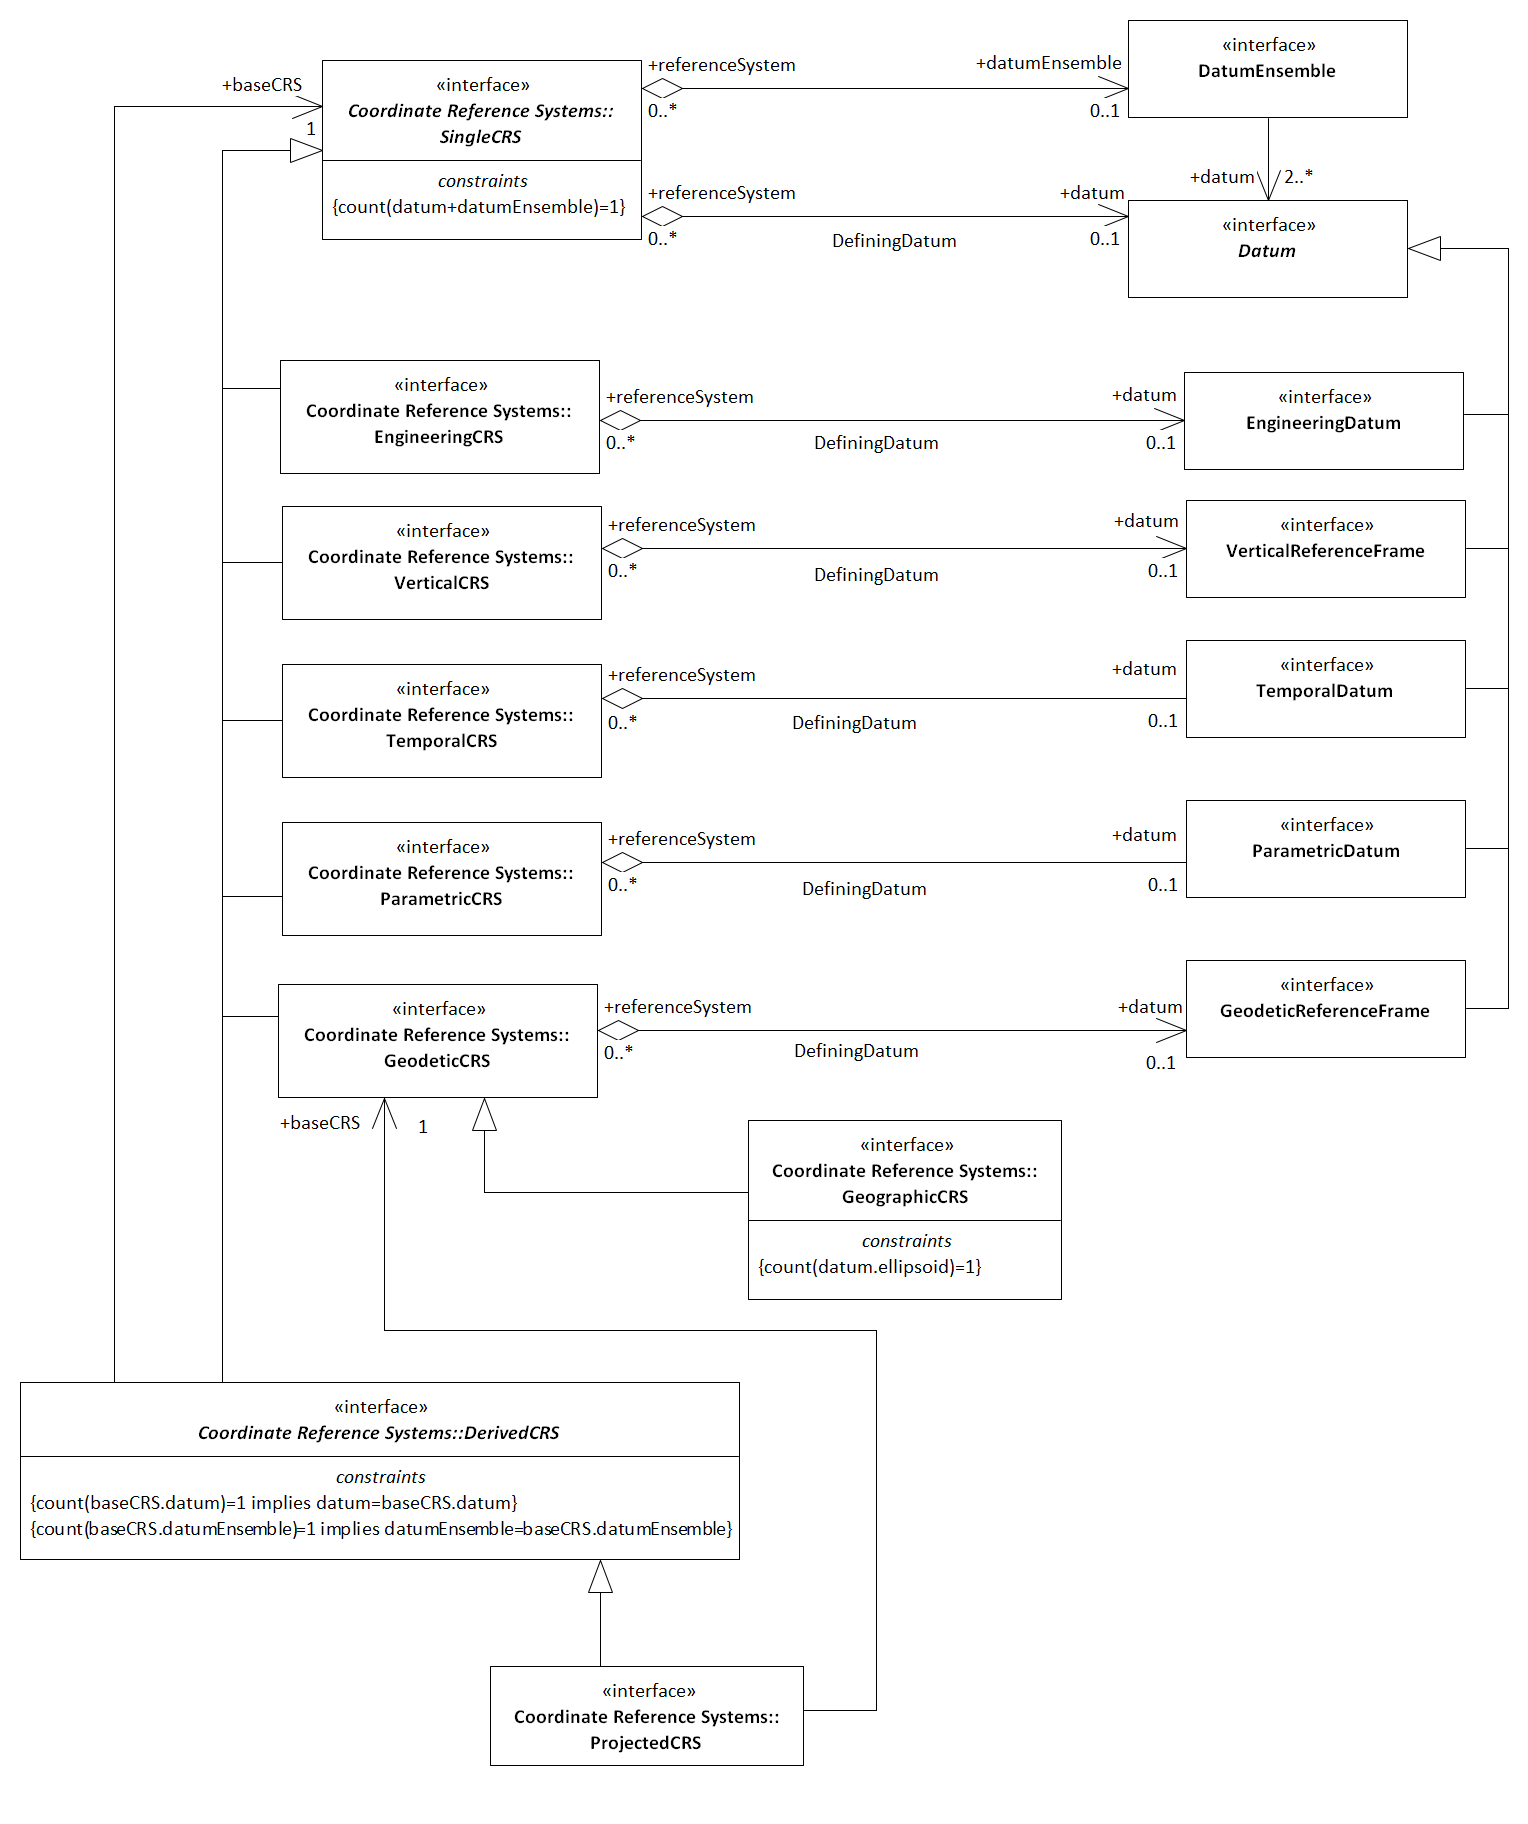 «interface»
DatumEnsemble
+referenceSystem
+datumEnsemble
0..*
0..1
+baseCRS
1
«interface»
Coordinate Reference Systems::
SingleCRS
constraints
{count(datum+datumEnsemble)=1}
+datum
2..*
+referenceSystem
+datum
0..*
DefiningDatum
0..1
«interface»
Datum
«interface»
Coordinate Reference Systems::
EngineeringCRS
+referenceSystem
+datum
0..*
DefiningDatum
0..1
«interface»
EngineeringDatum
«interface»
Coordinate Reference Systems::
VerticalCRS
+referenceSystem
+datum
0..*
DefiningDatum
0..1
«interface»
VerticalReferenceFrame
«interface»
Coordinate Reference Systems::
TemporalCRS
+referenceSystem
+datum
0..*
DefiningDatum
0..1
«interface»
TemporalDatum
«interface»
Coordinate Reference Systems::
ParametricCRS
+referenceSystem
+datum
0..*
DefiningDatum
0..1
«interface»
ParametricDatum
«interface»
Coordinate Reference Systems::
GeodeticCRS
+referenceSystem
+datum
0..*
DefiningDatum
0..1
«interface»
GeodeticReferenceFrame
+baseCRS
1
«interface»
Coordinate Reference Systems::
GeographicCRS
constraints
{count(datum.ellipsoid)=1}
«interface»
Coordinate Reference Systems::DerivedCRS
constraints
{count(baseCRS.datum)=1 implies datum=baseCRS.datum}
{count(baseCRS.datumEnsemble)=1 implies datumEnsemble=baseCRS.datumEnsemble}
«interface»
Coordinate Reference Systems::
ProjectedCRS